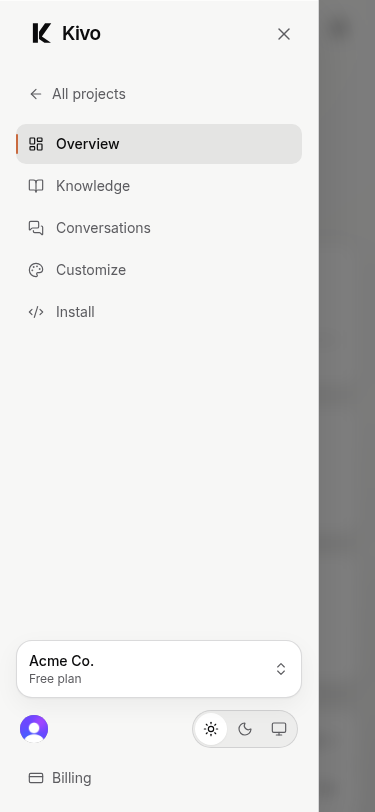 Kivo
All projects
Overview
Knowledge
Conversations
Customize
Install
Acme Co.
Free plan
Billing